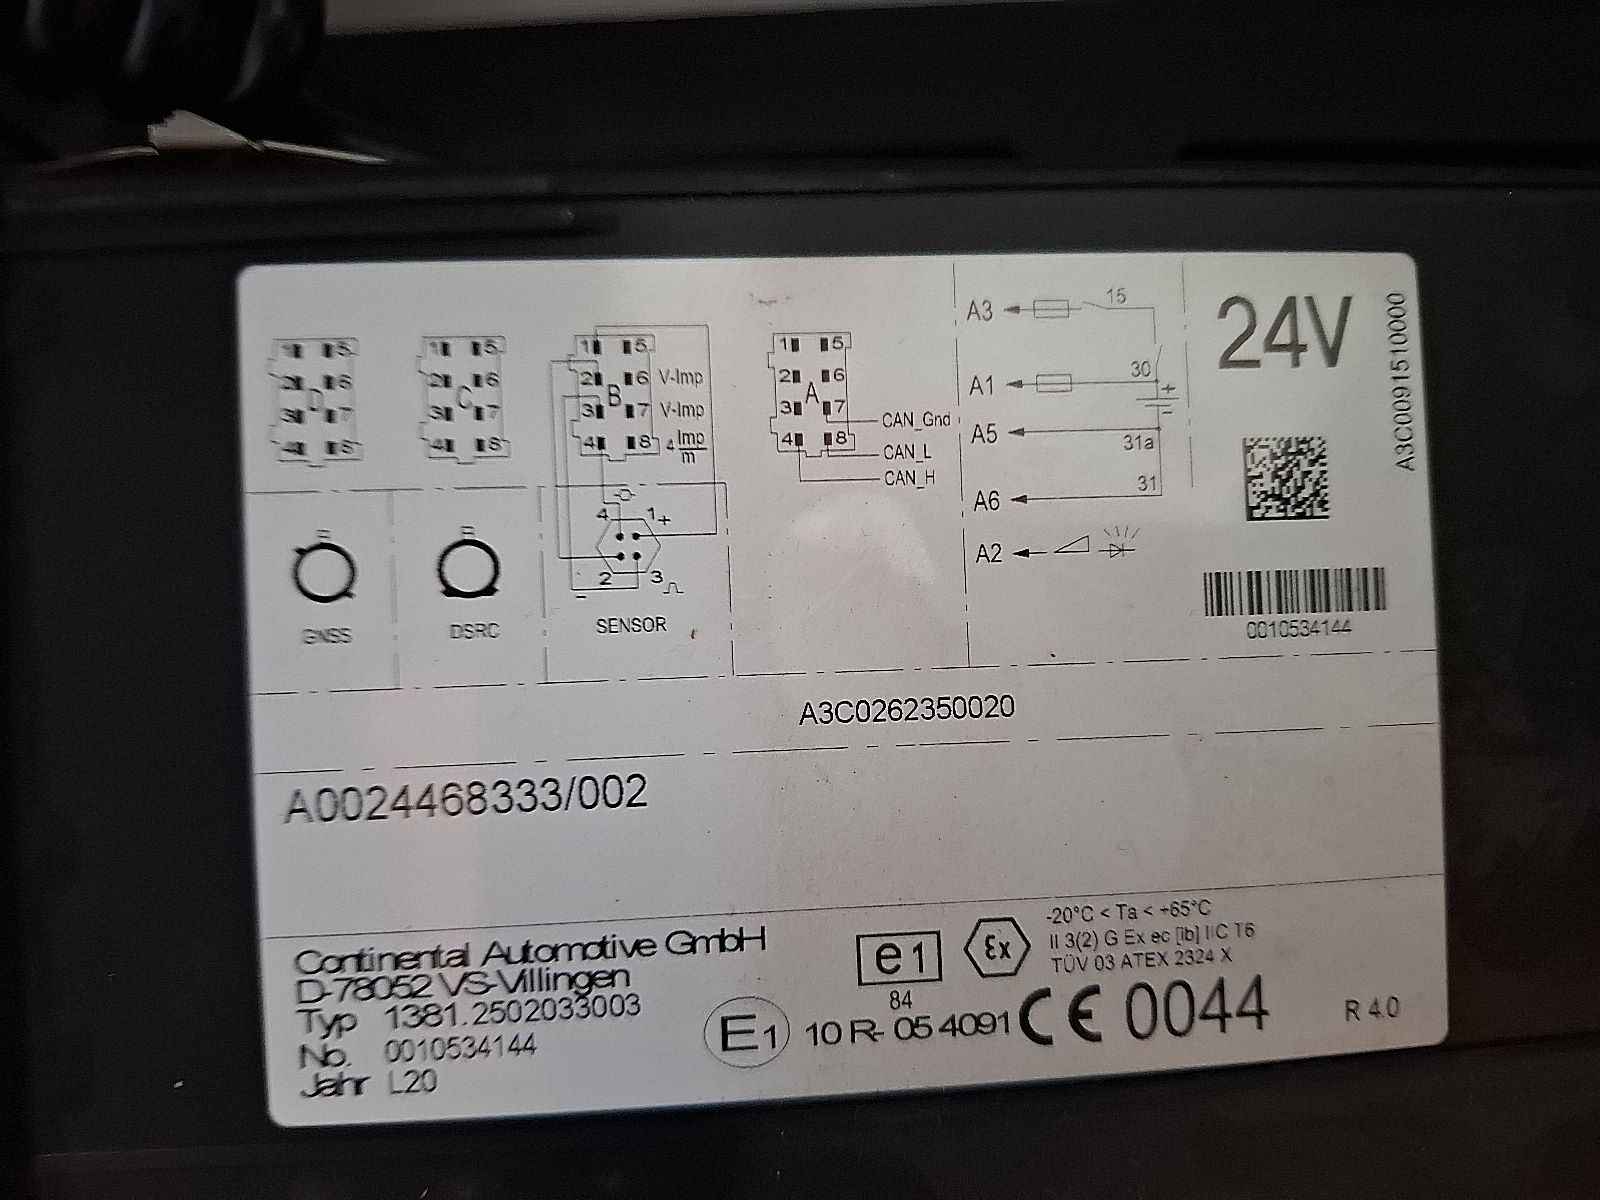 1 5
2 6
D
3 7
4 8
1 5
2 6
C
3 7
4 8
1 5
2 6 V-Imp
B
3 7 V-Imp
4 8 4 Imp
m
1 5
2 6
A
3 7
4 8
CAN_Gnd
CAN_L
CAN_H
A3 15
A1 30
+
-
A5
31a
A6 31
A2
24V
A3C0091510000
0010534144
GNSS
DSRC
4 1 +
2 3
-
SENSOR
A3C0262350020
A0024468333/002
Continental Automotive GmbH
D-78052 VS-Villingen
Typ 1381.2502033003
No. 0010534144
Jahr L20
e1
84
E1 10 R-05 4091
Ex
-20°C < Ta < +65°C
II 3(2) G Ex ec [ib] IIC T6
TÜV 03 ATEX 2324 X
CE 0044
R 4.0